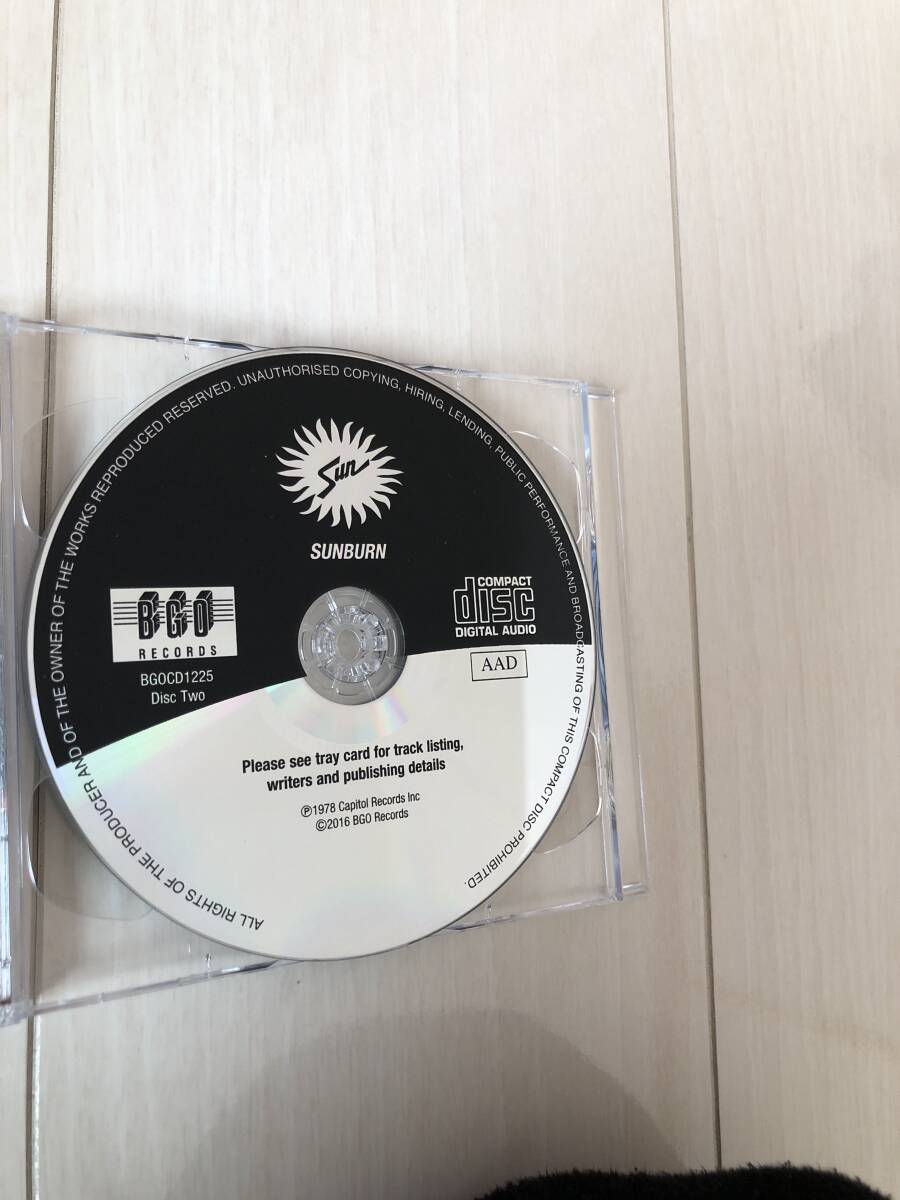 ALL RIGHTS OF THE PRODUCER AND OF THE OWNER OF THE WORKS REPRODUCED RESERVED. UNAUTHORISED COPYING, HIRING, LENDING, PUBLIC PERFORMANCE AND BROADCASTING OF THIS COMPACT DISC PROHIBITED.
Sun
SUNBURN
BGO
RECORDS
BGOCD1225
Disc Two
COMPACT
disc
DIGITAL AUDIO
AAD
Please see tray card for track listing,
writers and publishing details
℗1978 Capitol Records Inc
©2016 BGO Records